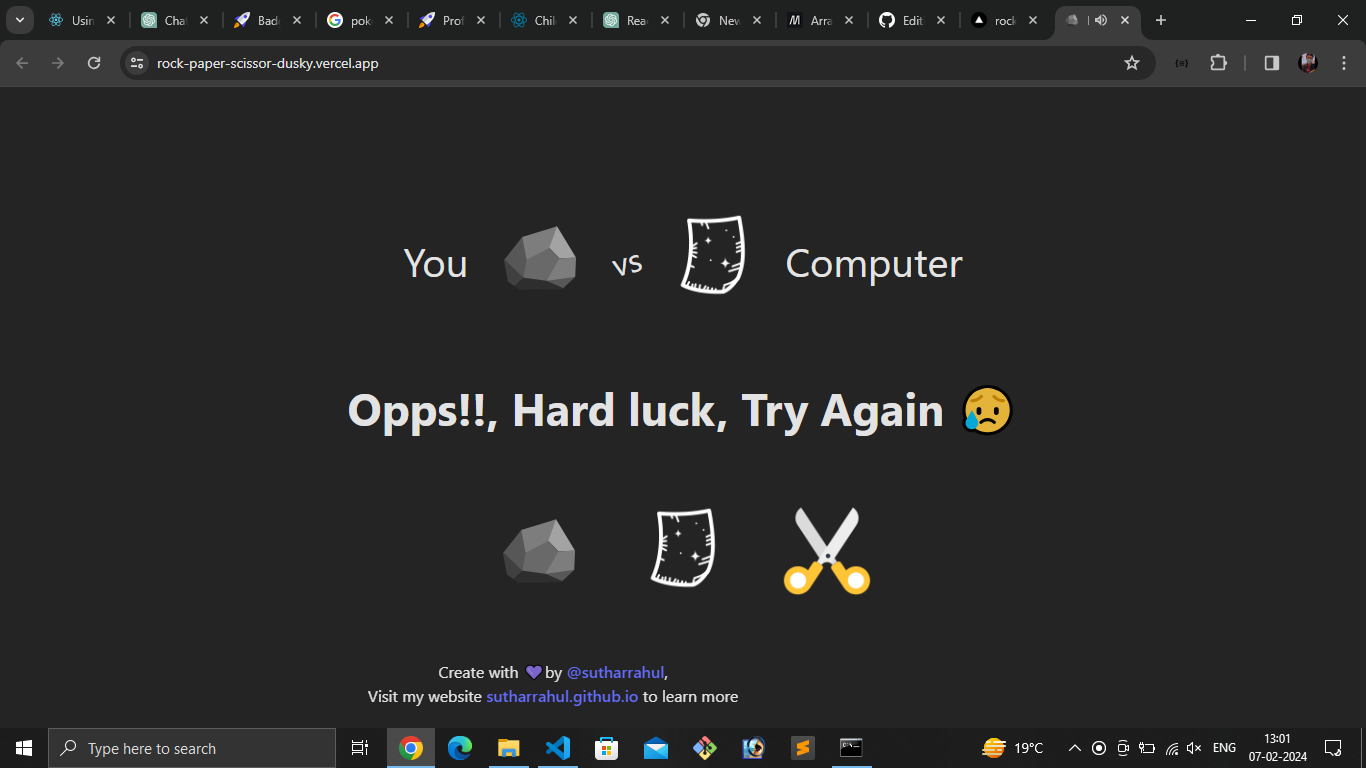 Usin
Chat
Bade
pok
Prof
Chil
Rea
New
Arra
Edit
rock
rock-paper-scissor-dusky.vercel.app
You
vs
Computer
Opps!!, Hard luck, Try Again 😥
Create with 💜 by @sutharrahul,
Visit my website sutharrahul.github.io to learn more
Type here to search
19°C
ENG
13:01
07-02-2024